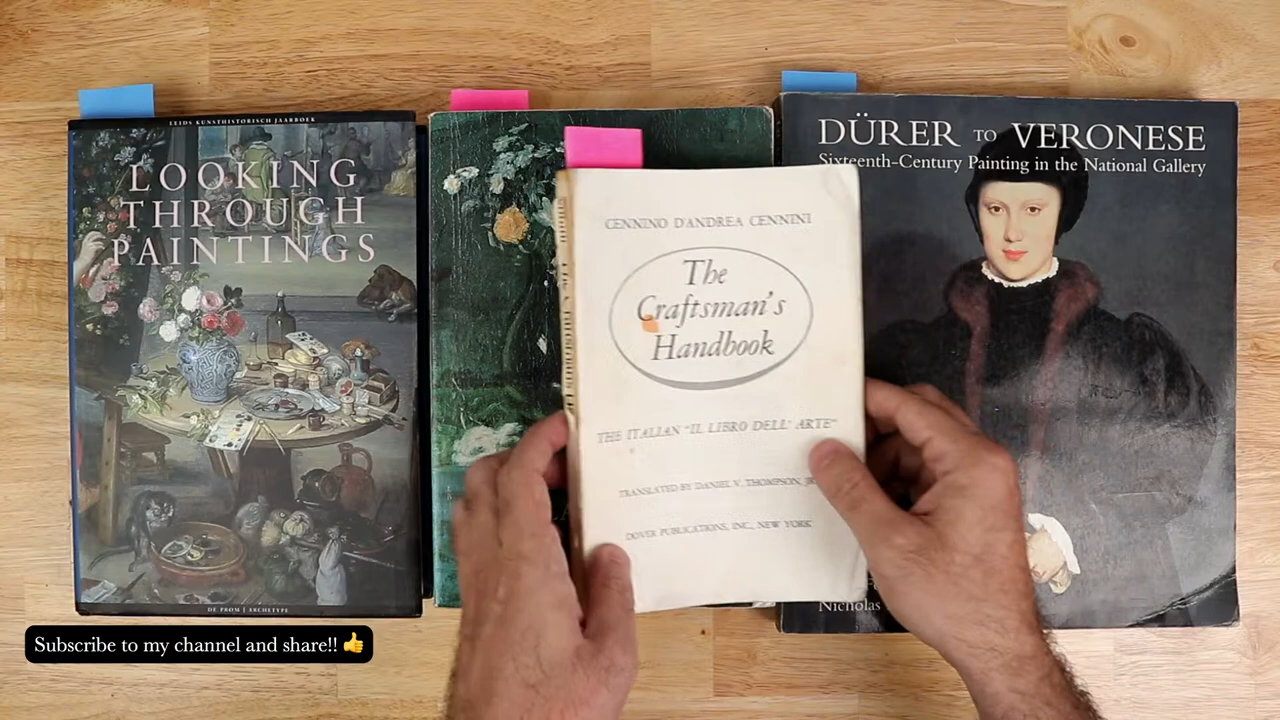 LEIDS KUNSTHISTORISCH JAARBOEK
LOOKING
THROUGH
PAINTINGS
DE PROM | ARCHETYPE
CENNINO D'ANDREA CENNINI
The
Craftsman's
Handbook
THE ITALIAN "IL LIBRO DELL' ARTE"
TRANSLATED BY DANIEL V. THOMPSON,
DOVER PUBLICATIONS, INC., NEW YORK
DÜRER TO VERONESE
Sixteenth-Century Painting in the National Gallery
Nicholas
Subscribe to my channel and share!! 👍